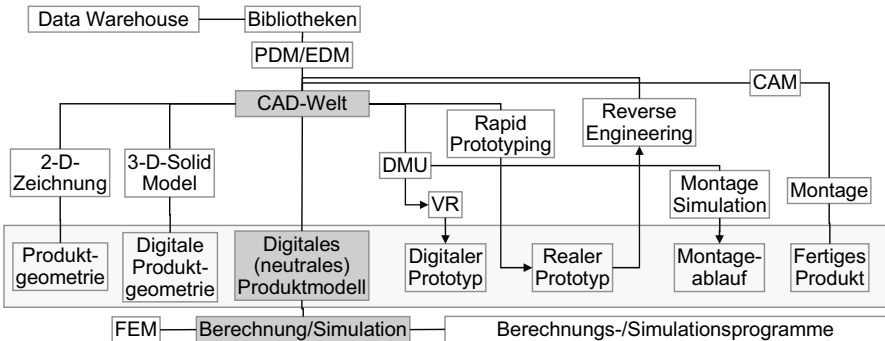 Data Warehouse
Bibliotheken
PDM/EDM
CAM
CAD-Welt
Rapid
Prototyping
Reverse
Engineering
2-D-
Zeichnung
3-D-Solid
Model
DMU
VR
Montage
Simulation
Montage
Produkt-
geometrie
Digitale
Produkt-
geometrie
Digitales
(neutrales)
Produktmodell
Digitaler
Prototyp
Realer
Prototyp
Montage-
ablauf
Fertiges
Produkt
FEM
Berechnung/Simulation
Berechnungs-/Simulationsprogramme